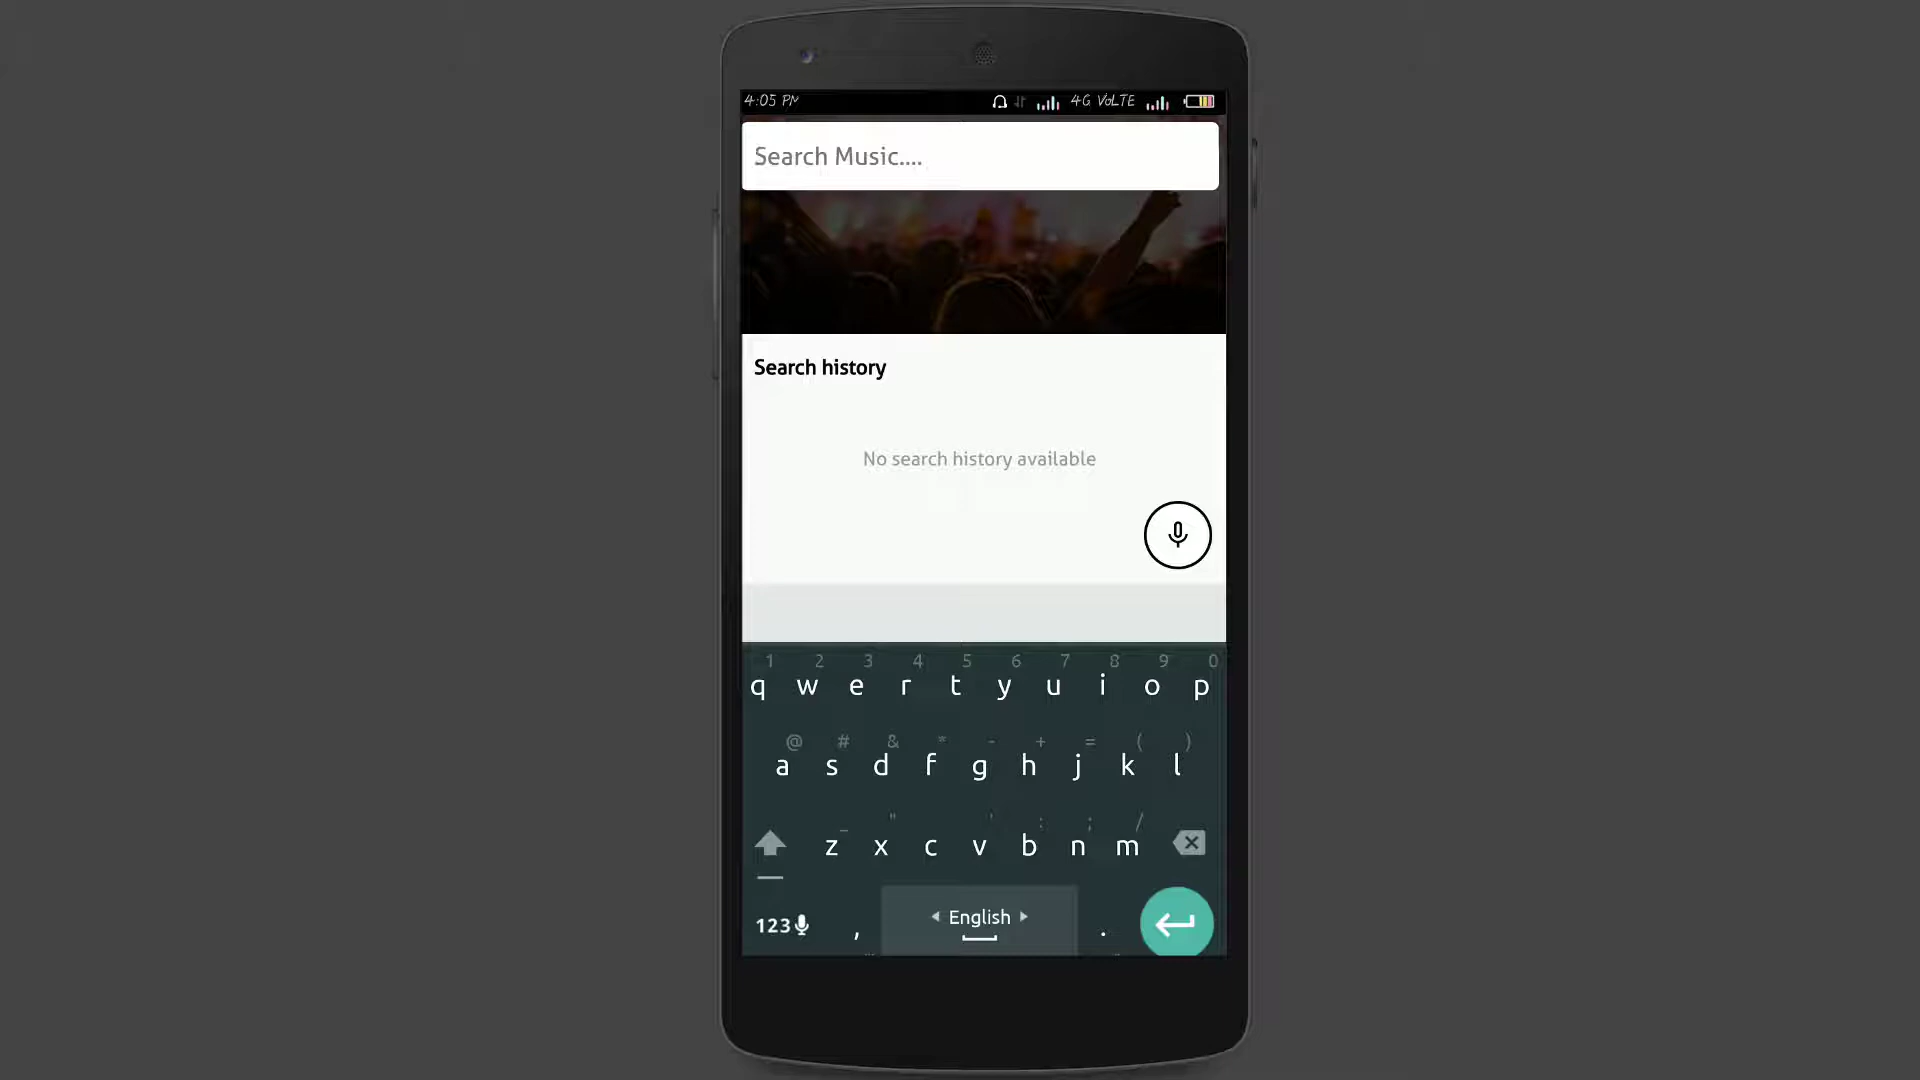 4:05 PM 4G VoLTE
Search Music....
Search history
No search history available
1 2 3 4 5 6 7 8 9 0
q w e r t y u i o p
@ # & * - + = ( )
a s d f g h j k l
_ " ' : ; /
z x c v b n m
123 , English .